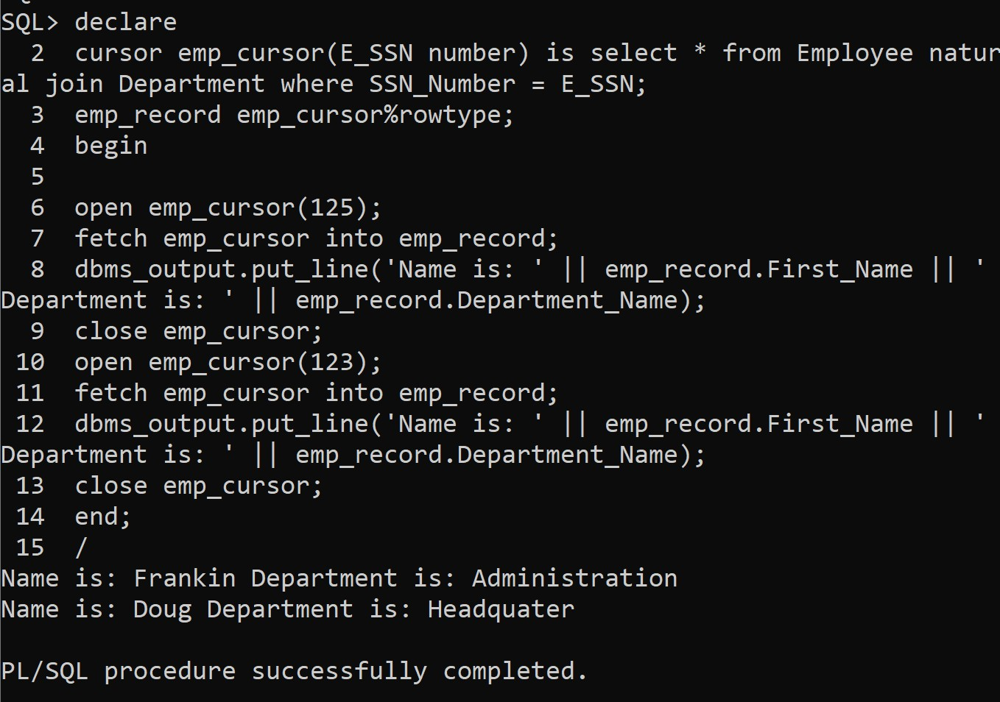 SQL> declare
2 cursor emp_cursor(E_SSN number) is select * from Employee natur
al join Department where SSN_Number = E_SSN;
3 emp_record emp_cursor%rowtype;
4 begin
5
6 open emp_cursor(125);
7 fetch emp_cursor into emp_record;
8 dbms_output.put_line('Name is: ' || emp_record.First_Name || '
Department is: ' || emp_record.Department_Name);
9 close emp_cursor;
10 open emp_cursor(123);
11 fetch emp_cursor into emp_record;
12 dbms_output.put_line('Name is: ' || emp_record.First_Name || '
Department is: ' || emp_record.Department_Name);
13 close emp_cursor;
14 end;
15 /
Name is: Frankin Department is: Administration
Name is: Doug Department is: Headquater
PL/SQL procedure successfully completed.